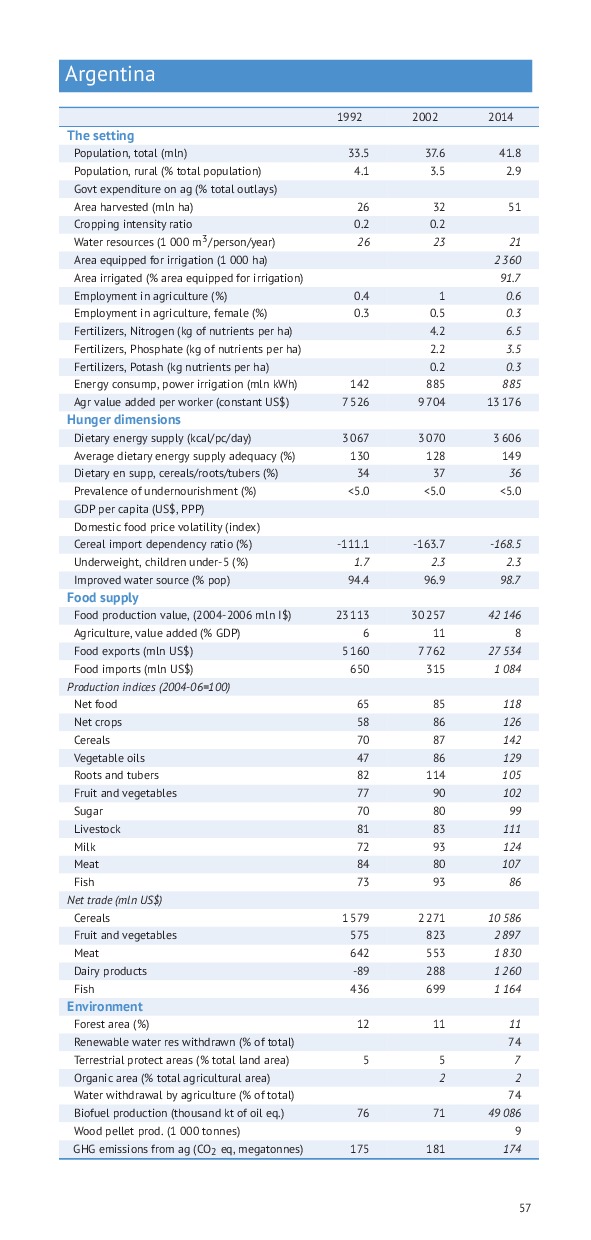 Argentina
1992 2002 2014
The setting
Population, total (mln) 33.5 37.6 41.8
Population, rural (% total population) 4.1 3.5 2.9
Govt expenditure on ag (% total outlays)
Area harvested (mln ha) 26 32 51
Cropping intensity ratio 0.2 0.2
Water resources (1 000 m³/person/year) 26 23 21
Area equipped for irrigation (1 000 ha) 2 360
Area irrigated (% area equipped for irrigation) 91.7
Employment in agriculture (%) 0.4 1 0.6
Employment in agriculture, female (%) 0.3 0.5 0.3
Fertilizers, Nitrogen (kg of nutrients per ha) 4.2 6.5
Fertilizers, Phosphate (kg of nutrients per ha) 2.2 3.5
Fertilizers, Potash (kg nutrients per ha) 0.2 0.3
Energy consump, power irrigation (mln kWh) 142 885 885
Agr value added per worker (constant US$) 7 526 9 704 13 176
Hunger dimensions
Dietary energy supply (kcal/pc/day) 3 067 3 070 3 606
Average dietary energy supply adequacy (%) 130 128 149
Dietary en supp, cereals/roots/tubers (%) 34 37 36
Prevalence of undernourishment (%) <5.0 <5.0 <5.0
GDP per capita (US$, PPP)
Domestic food price volatility (index)
Cereal import dependency ratio (%) -111.1 -163.7 -168.5
Underweight, children under-5 (%) 1.7 2.3 2.3
Improved water source (% pop) 94.4 96.9 98.7
Food supply
Food production value, (2004-2006 mln I$) 23 113 30 257 42 146
Agriculture, value added (% GDP) 6 11 8
Food exports (mln US$) 5 160 7 762 27 534
Food imports (mln US$) 650 315 1 084
Production indices (2004-06=100)
Net food 65 85 118
Net crops 58 86 126
Cereals 70 87 142
Vegetable oils 47 86 129
Roots and tubers 82 114 105
Fruit and vegetables 77 90 102
Sugar 70 80 99
Livestock 81 83 111
Milk 72 93 124
Meat 84 80 107
Fish 73 93 86
Net trade (mln US$)
Cereals 1 579 2 271 10 586
Fruit and vegetables 575 823 2 897
Meat 642 553 1 830
Dairy products -89 288 1 260
Fish 436 699 1 164
Environment
Forest area (%) 12 11 11
Renewable water res withdrawn (% of total) 74
Terrestrial protect areas (% total land area) 5 5 7
Organic area (% total agricultural area) 2 2
Water withdrawal by agriculture (% of total) 74
Biofuel production (thousand kt of oil eq.) 76 71 49 086
Wood pellet prod. (1 000 tonnes) 9
GHG emissions from ag (CO₂ eq, megatonnes) 175 181 174
57